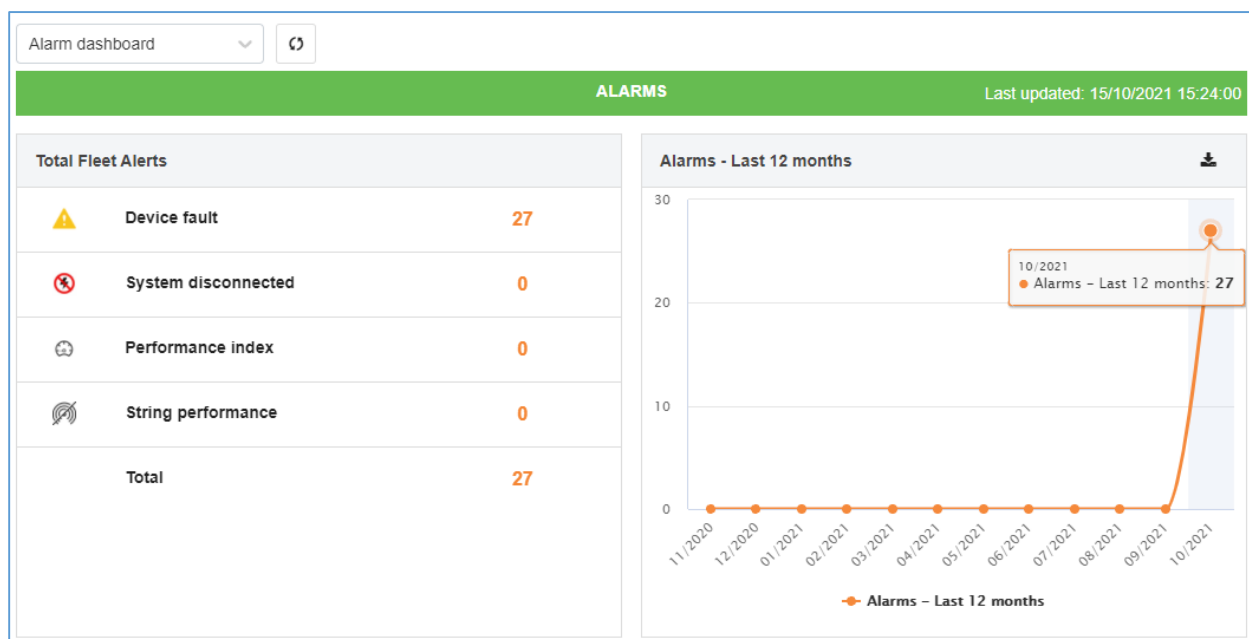 Alarm dashboard
ALARMS
Last updated: 15/10/2021 15:24:00
Total Fleet Alerts
Device fault 27
System disconnected 0
Performance index 0
String performance 0
Total 27
Alarms - Last 12 months
30
20
10
0
10/2021
Alarms – Last 12 months: 27
11/2020 12/2020 01/2021 02/2021 03/2021 04/2021 05/2021 06/2021 07/2021 08/2021 09/2021 10/2021
Alarms – Last 12 months